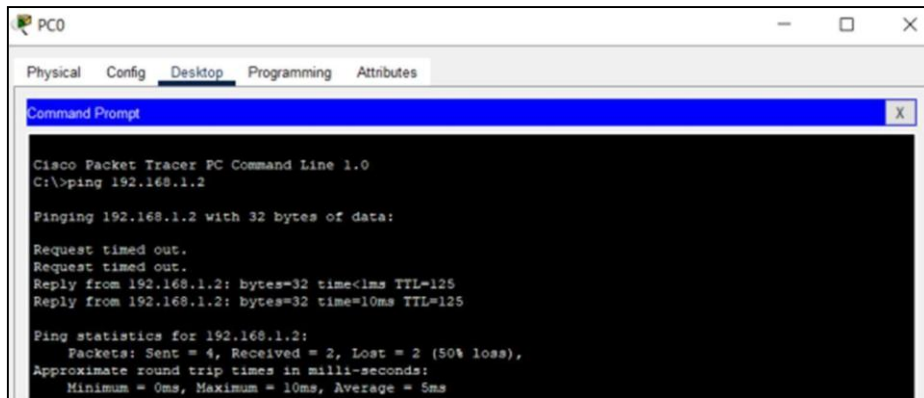 PC0
Physical Config Desktop Programming Attributes
Command Prompt X
Cisco Packet Tracer PC Command Line 1.0
C:\>ping 192.168.1.2
Pinging 192.168.1.2 with 32 bytes of data:
Request timed out.
Request timed out.
Reply from 192.168.1.2: bytes=32 time<1ms TTL=125
Reply from 192.168.1.2: bytes=32 time=10ms TTL=125
Ping statistics for 192.168.1.2:
Packets: Sent = 4, Received = 2, Lost = 2 (50% loss),
Approximate round trip times in milli-seconds:
Minimum = 0ms, Maximum = 10ms, Average = 5ms